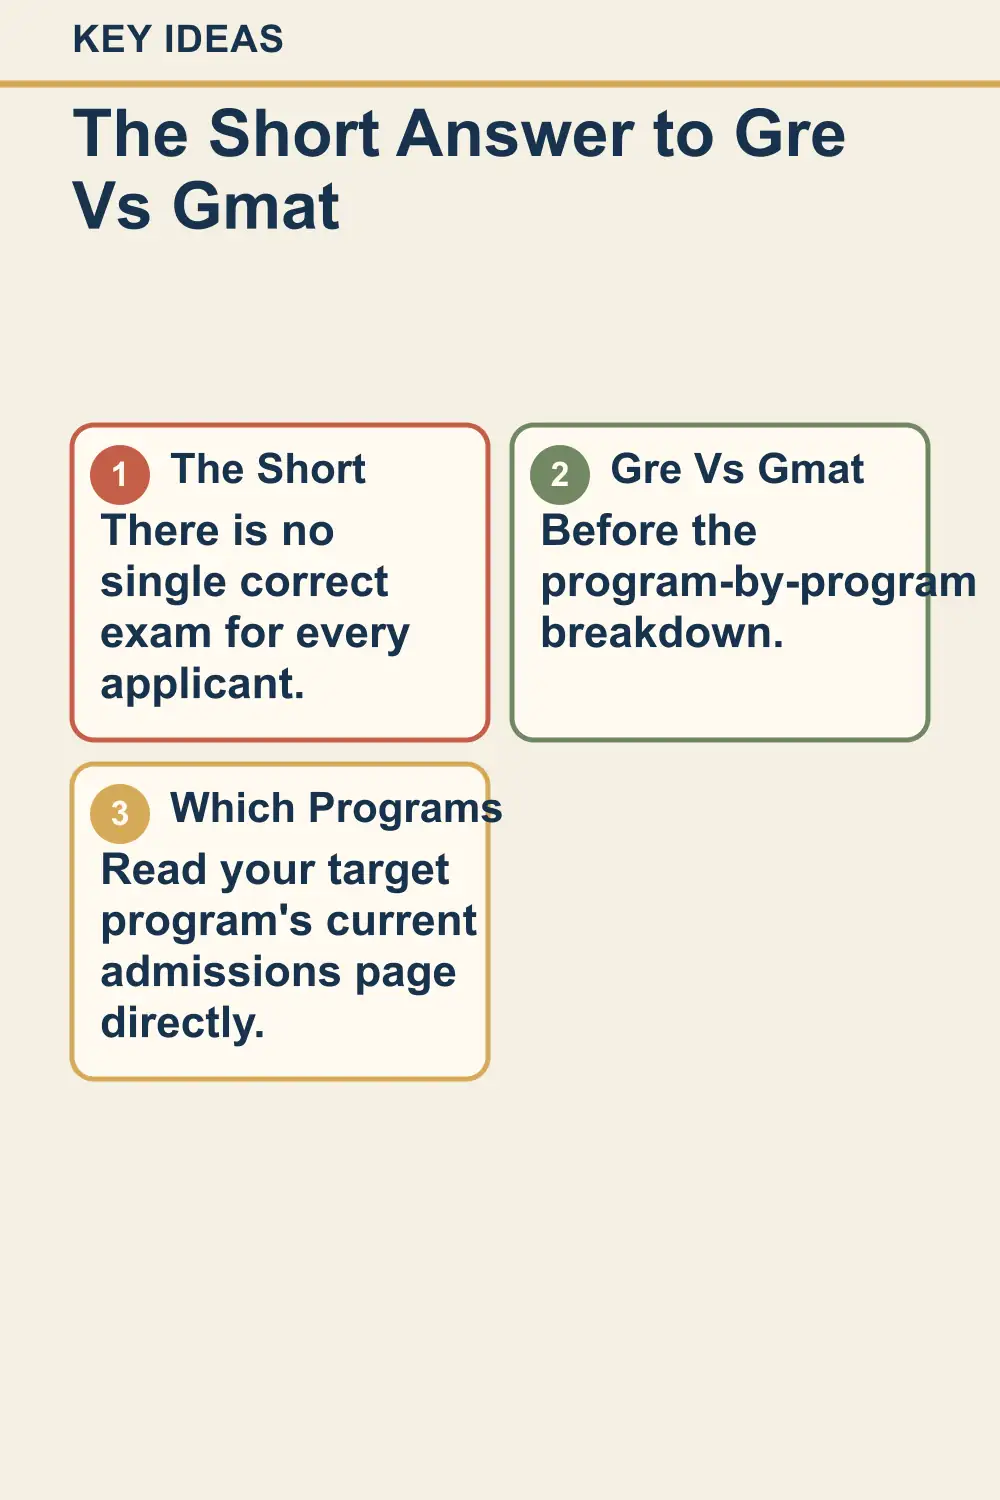 KEY IDEAS
The Short Answer to Gre
Vs Gmat
1 The Short
There is no
single correct
exam for every
applicant.
2 Gre Vs Gmat
Before the
program-by-program
breakdown.
3 Which Programs
Read your target
program's current
admissions page
directly.